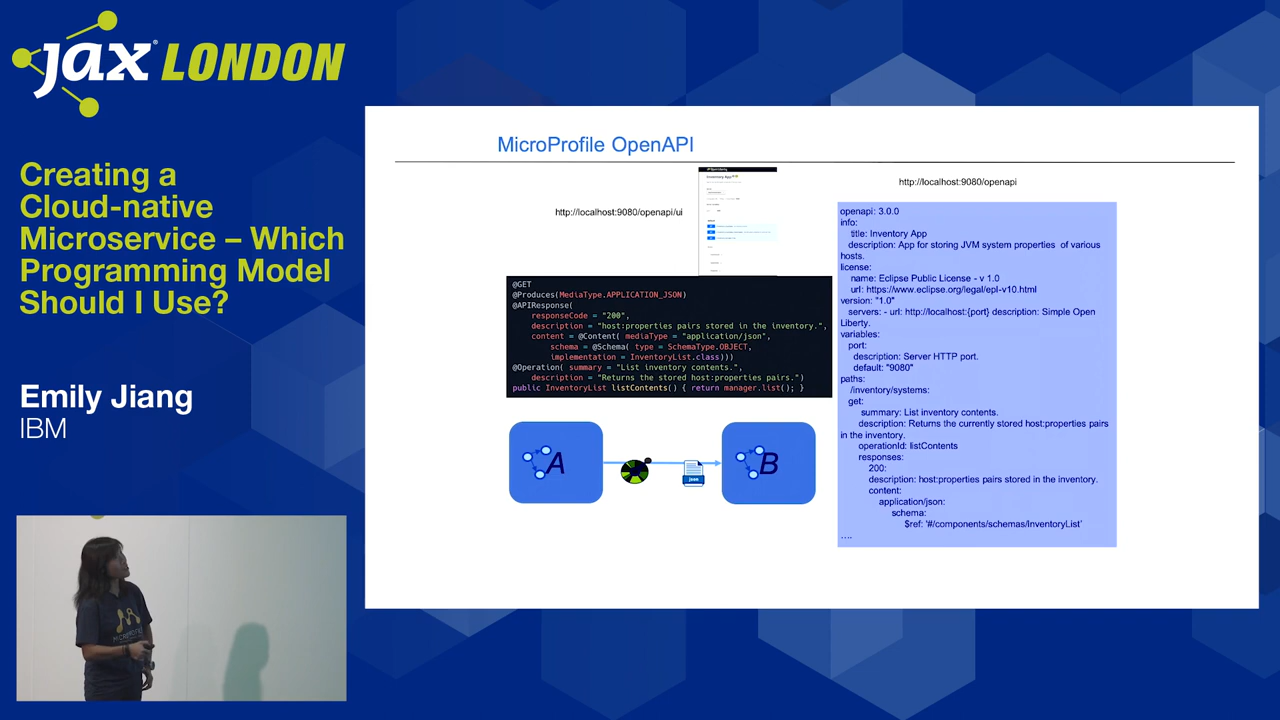 jax LONDON
Creating a
Cloud-native
Microservice – Which
Programming Model
Should I Use?
Emily Jiang
IBM
MicroProfile OpenAPI
http://localhost:9080/openapi/ui
Inventory App
http://localhost:9080/openapi
@GET
@Produces(MediaType.APPLICATION_JSON)
@APIResponse(
responseCode = "200",
description = "host:properties pairs stored in the inventory.",
content = @Content( mediaType = "application/json",
schema = @Schema( type = SchemaType.OBJECT,
implementation = InventoryList.class)))
@Operation( summary = "List inventory contents.",
description = "Returns the stored host:properties pairs.")
public InventoryList listContents() { return manager.list(); }
A
json
B
openapi: 3.0.0
info:
title: Inventory App
description: App for storing JVM system properties of various
hosts.
license:
name: Eclipse Public License - v 1.0
url: https://www.eclipse.org/legal/epl-v10.html
version: "1.0"
servers: - url: http://localhost:{port} description: Simple Open
Liberty.
variables:
port:
description: Server HTTP port.
default: "9080"
paths:
/inventory/systems:
get:
summary: List inventory contents.
description: Returns the currently stored host:properties pairs
in the inventory.
operationId: listContents
responses:
200:
description: host:properties pairs stored in the inventory.
content:
application/json:
schema:
$ref: '#/components/schemas/InventoryList'
....